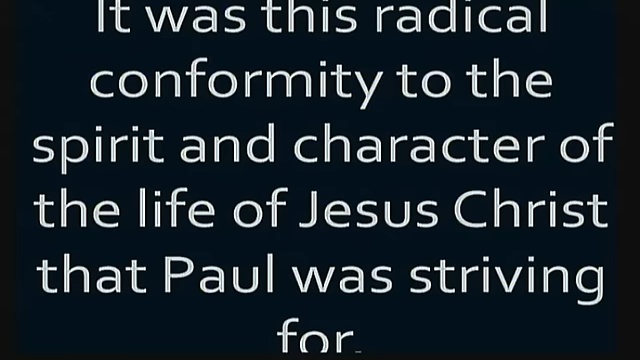 It was this radical
conformity to the
spirit and character of
the life of Jesus Christ
that Paul was striving
for.